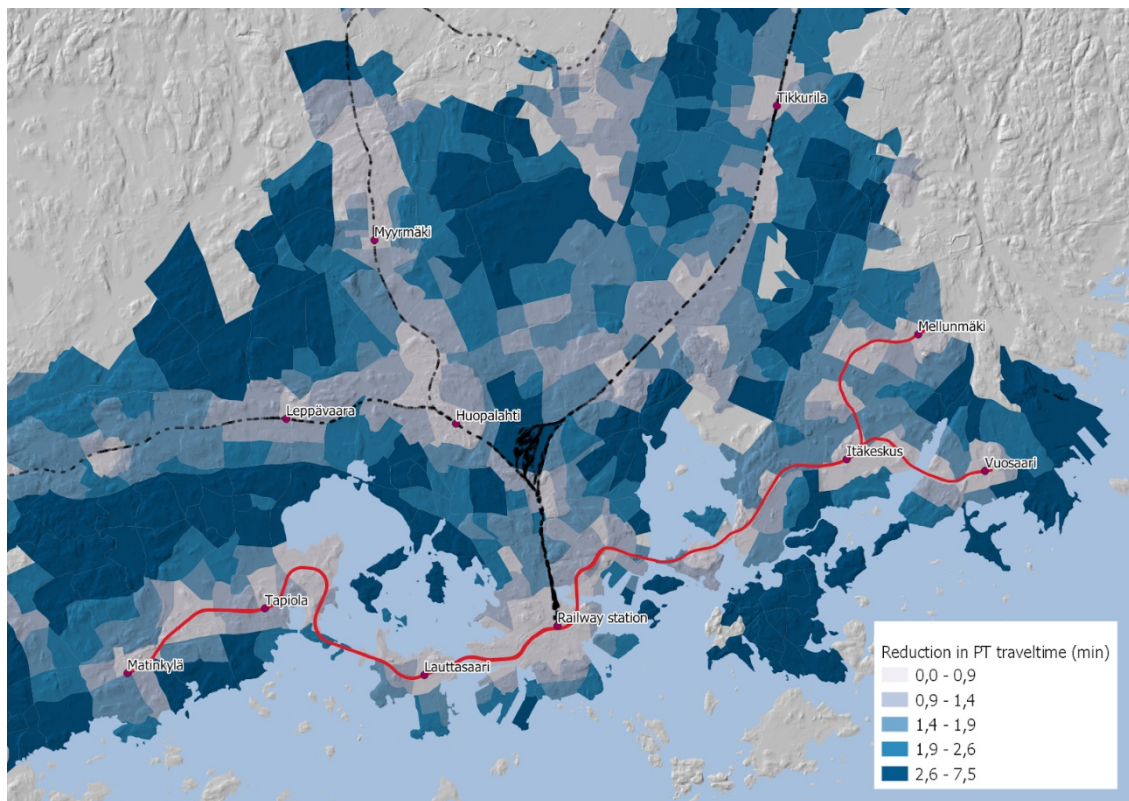 Tikkurila
Myyrmäki
Mellunmäki
Leppävaara
Huopalahti
Itäkeskus
Vuosaari
Tapiola
Railway station
Matinkylä
Lauttasaari
Reduction in PT traveltime (min)
0,0 - 0,9
0,9 - 1,4
1,4 - 1,9
1,9 - 2,6
2,6 - 7,5